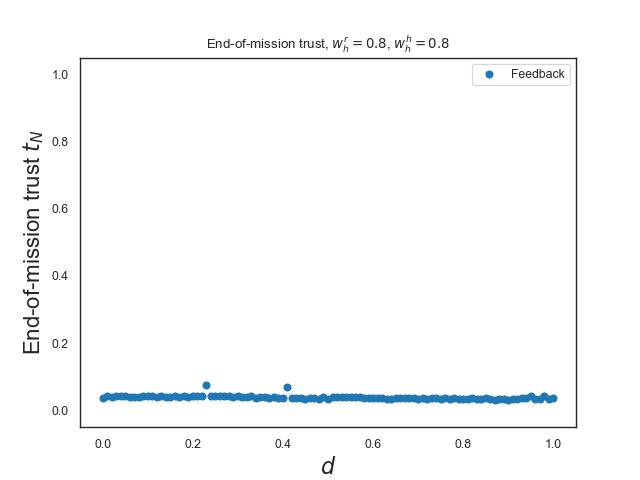 End-of-mission trust, $w_h^r = 0.8$, $w_h^h = 0.8$
Feedback
End-of-mission trust $t_N$
1.0
0.8
0.6
0.4
0.2
0.0
0.0 0.2 0.4 0.6 0.8 1.0
d